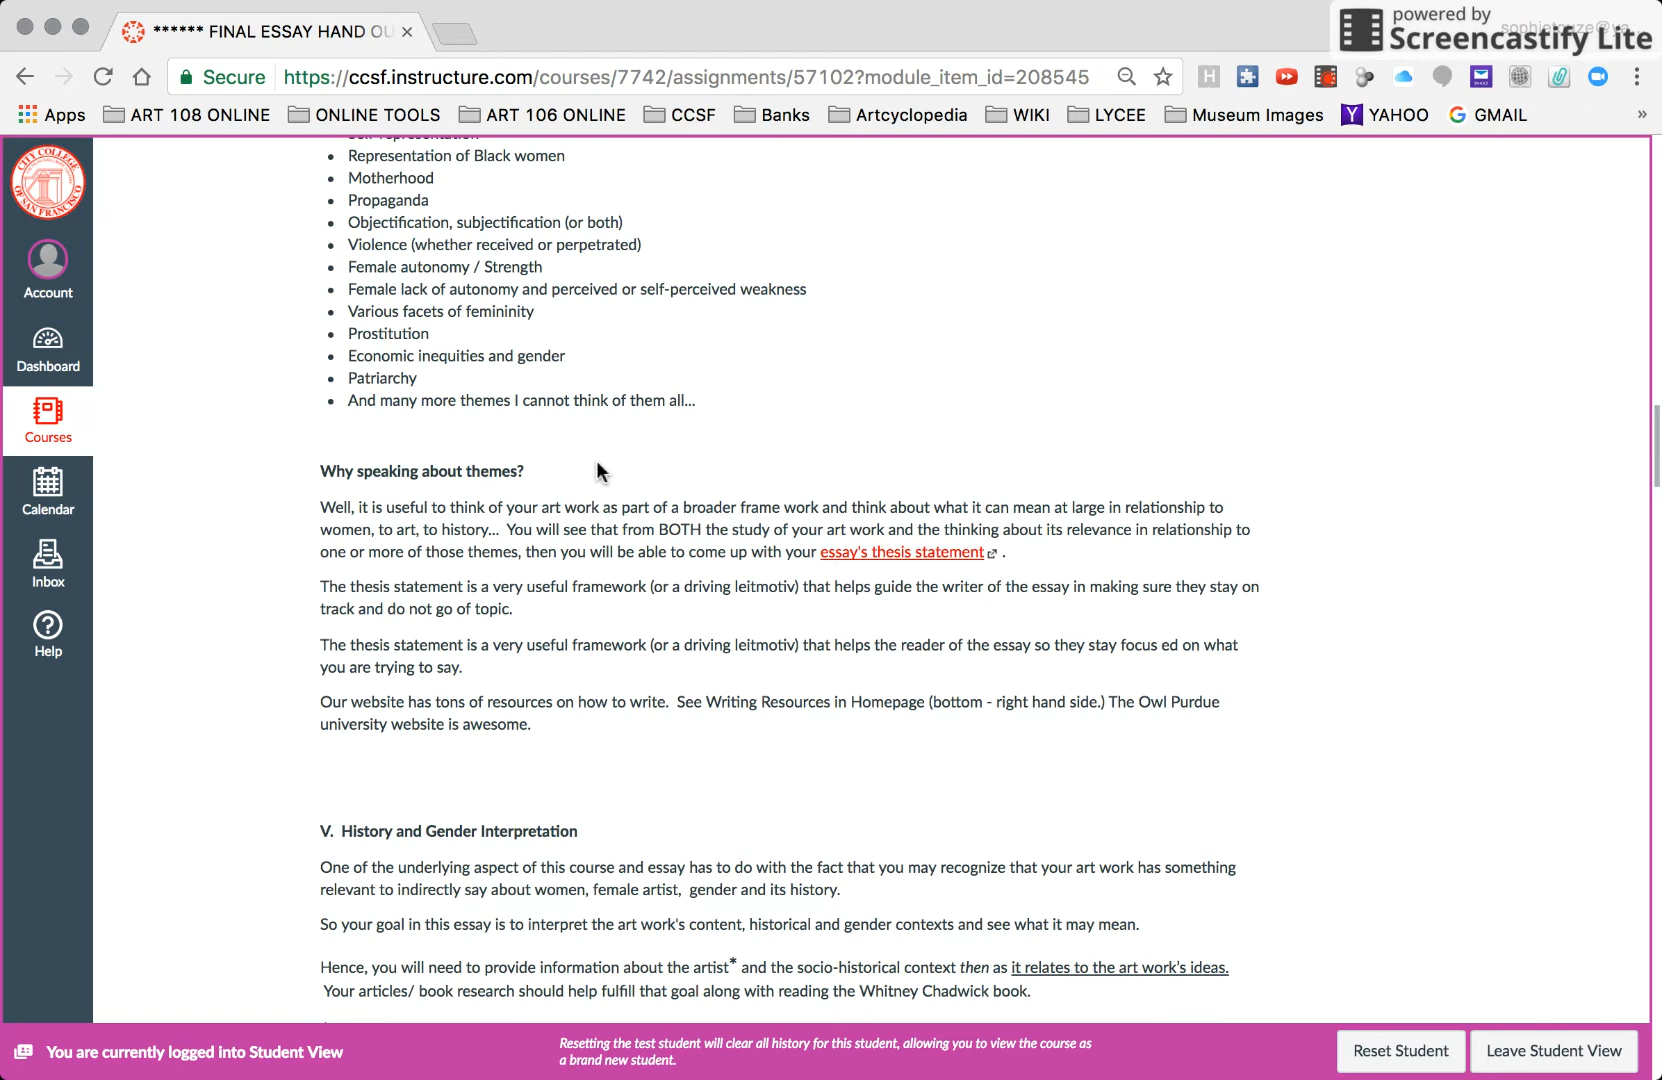 ****** FINAL ESSAY HAND OU
powered by
Screencastify Lite
Secure
https://ccsf.instructure.com/courses/7742/assignments/57102?module_item_id=208545
Apps
ART 108 ONLINE
ONLINE TOOLS
ART 106 ONLINE
CCSF
Banks
Artcyclopedia
WIKI
LYCEE
Museum Images
YAHOO
GMAIL
»
CITY COLLEGE
OF SAN FRANCISCO
Account
Dashboard
Courses
Calendar
Inbox
Help
Self-representation
• Representation of Black women
• Motherhood
• Propaganda
• Objectification, subjectification (or both)
• Violence (whether received or perpetrated)
• Female autonomy / Strength
• Female lack of autonomy and perceived or self-perceived weakness
• Various facets of femininity
• Prostitution
• Economic inequities and gender
• Patriarchy
• And many more themes I cannot think of them all...
Why speaking about themes?
Well, it is useful to think of your art work as part of a broader frame work and think about what it can mean at large in relationship to
women, to art, to history... You will see that from BOTH the study of your art work and the thinking about its relevance in relationship to
one or more of those themes, then you will be able to come up with your essay's thesis statement .
The thesis statement is a very useful framework (or a driving leitmotiv) that helps guide the writer of the essay in making sure they stay on
track and do not go of topic.
The thesis statement is a very useful framework (or a driving leitmotiv) that helps the reader of the essay so they stay focus ed on what
you are trying to say.
Our website has tons of resources on how to write. See Writing Resources in Homepage (bottom - right hand side.) The Owl Purdue
university website is awesome.
V. History and Gender Interpretation
One of the underlying aspect of this course and essay has to do with the fact that you may recognize that your art work has something
relevant to indirectly say about women, female artist, gender and its history.
So your goal in this essay is to interpret the art work's content, historical and gender contexts and see what it may mean.
Hence, you will need to provide information about the artist* and the socio-historical context then as it relates to the art work's ideas.
Your articles/ book research should help fulfill that goal along with reading the Whitney Chadwick book.
You are currently logged into Student View
Resetting the test student will clear all history for this student, allowing you to view the course as
a brand new student.
Reset Student
Leave Student View